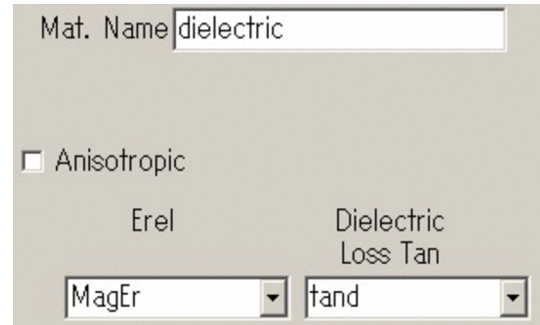 Mat. Name dielectric
Anisotropic
Erel Dielectric
Loss Tan
MagEr tand